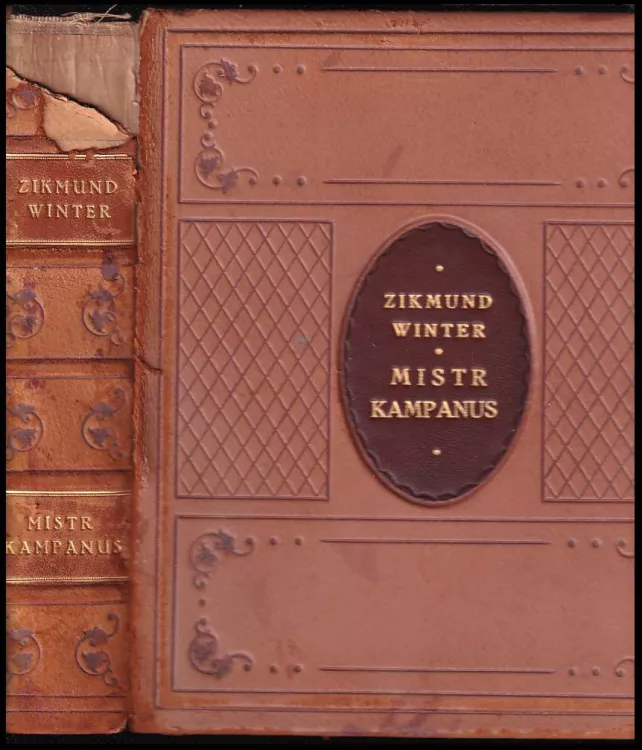 ZIKMUND
WINTER
MISTR
KAMPANUS
ZIKMUND
WINTER
MISTR
KAMPANUS